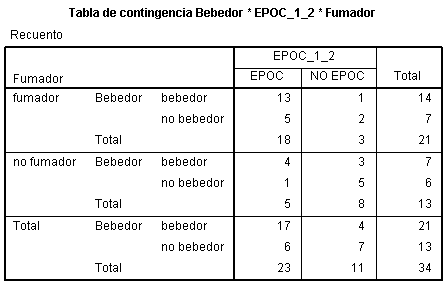 Tabla de contingencia Bebedor * EPOC_1_2 * Fumador
Recuento
EPOC_1_2
Fumador EPOC NO EPOC Total
fumador Bebedor bebedor 13 1 14
no bebedor 5 2 7
Total 18 3 21
no fumador Bebedor bebedor 4 3 7
no bebedor 1 5 6
Total 5 8 13
Total Bebedor bebedor 17 4 21
no bebedor 6 7 13
Total 23 11 34